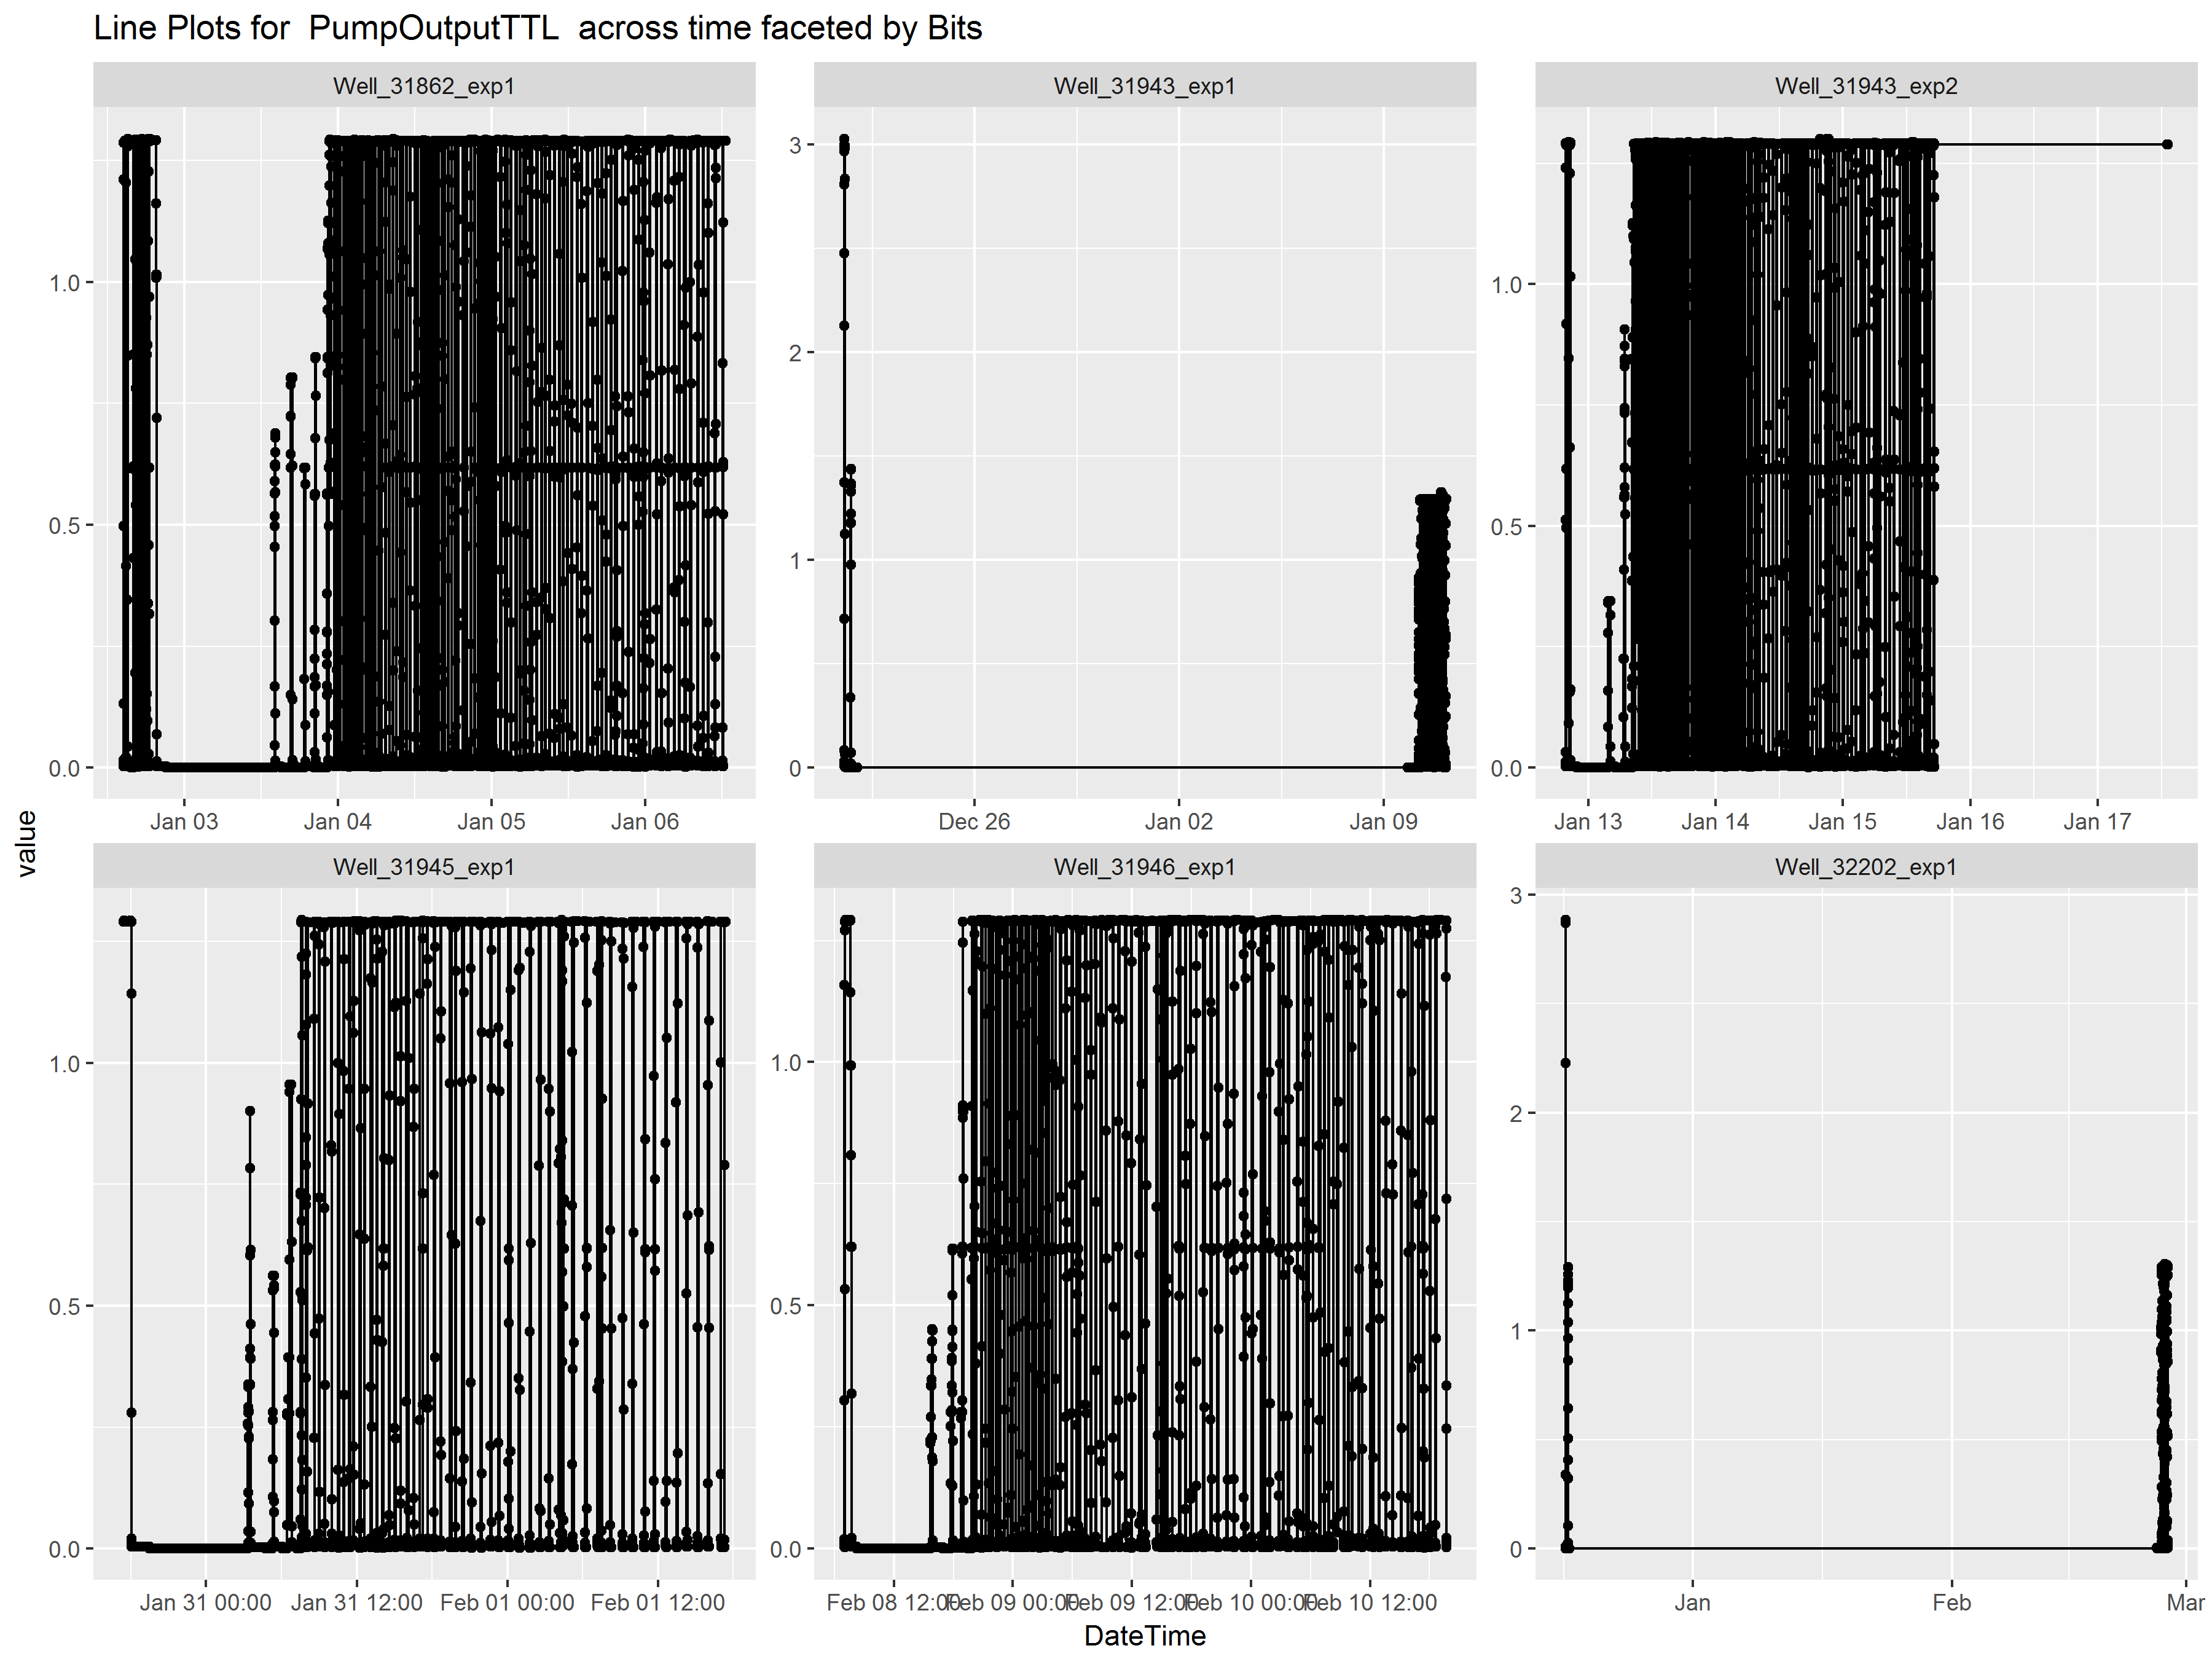 Line Plots for  PumpOutputTTL  across time faceted by Bits
Well_31862_exp1
Well_31943_exp1
Well_31943_exp2
1.0
0.5
0.0
Jan 03
Jan 04
Jan 05
Jan 06
3
2
1
0
Dec 26
Jan 02
Jan 09
1.0
0.5
0.0
Jan 13
Jan 14
Jan 15
Jan 16
Jan 17
value
Well_31945_exp1
Well_31946_exp1
Well_32202_exp1
1.0
0.5
0.0
Jan 31 00:00
Jan 31 12:00
Feb 01 00:00
Feb 01 12:00
1.0
0.5
0.0
Feb 08 12:00
Feb 09 00:00
Feb 09 12:00
Feb 10 00:00
Feb 10 12:00
3
2
1
0
Jan
Feb
Mar
DateTime